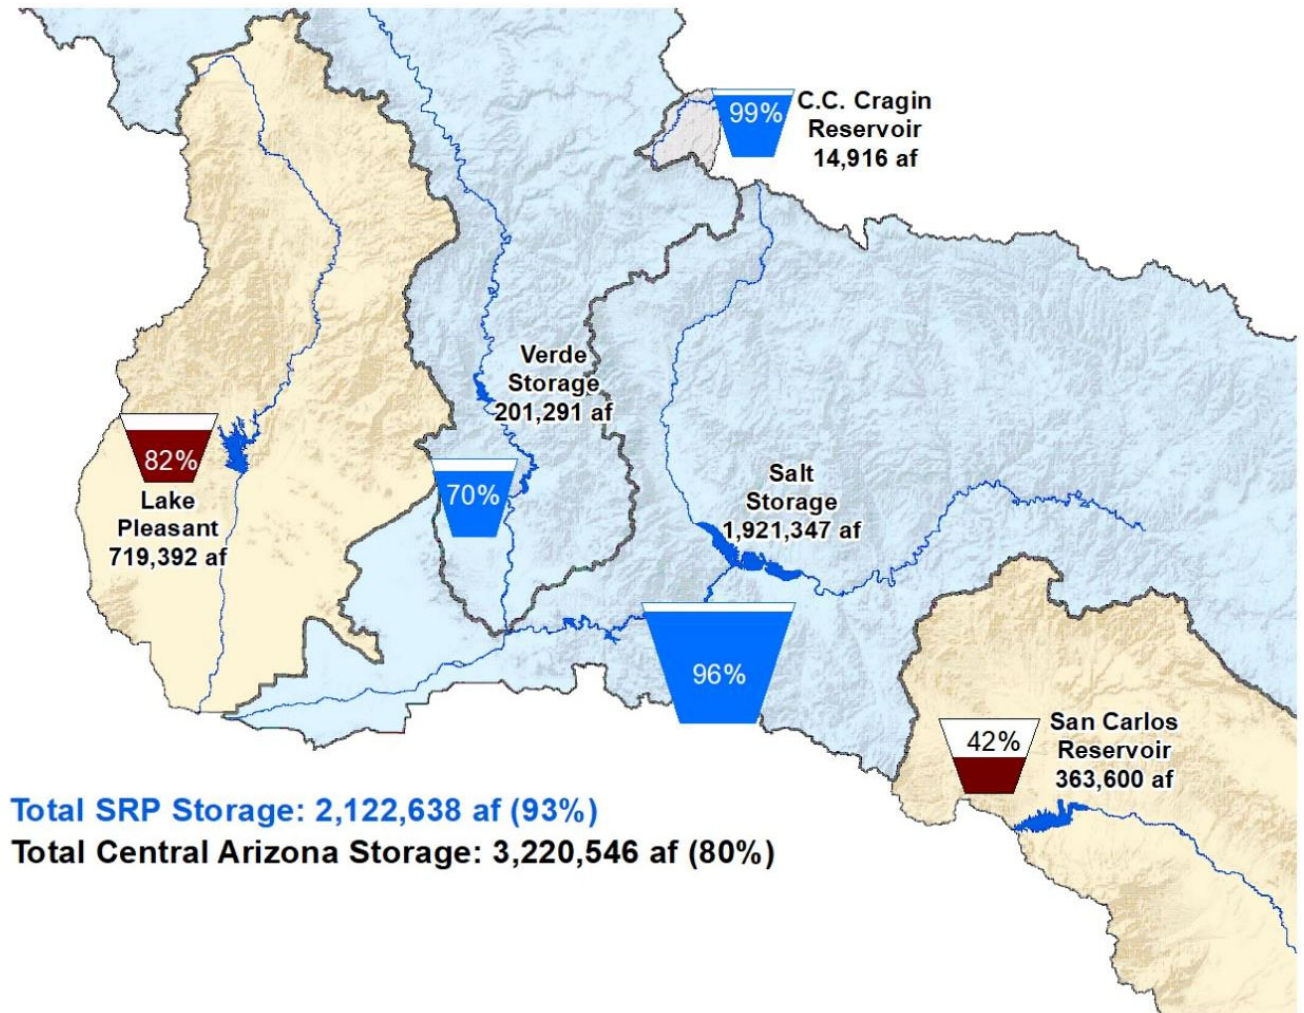 99%
C.C. Cragin
Reservoir
14,916 af
Verde
Storage
201,291 af
82%
Lake
Pleasant
719,392 af
70%
Salt
Storage
1,921,347 af
96%
42%
San Carlos
Reservoir
363,600 af
Total SRP Storage: 2,122,638 af (93%)
Total Central Arizona Storage: 3,220,546 af (80%)